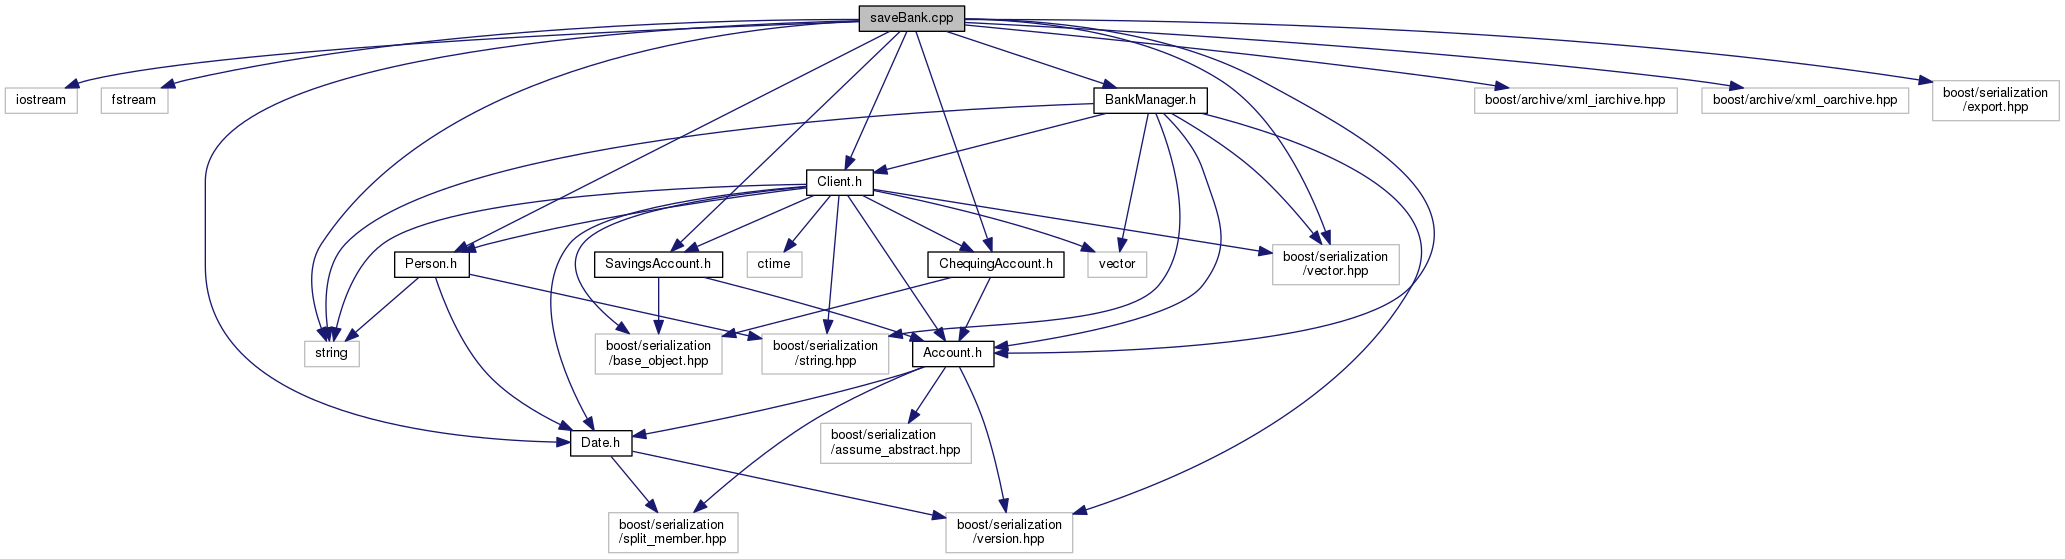 saveBank.cpp
iostream
fstream
BankManager.h
boost/archive/xml_iarchive.hpp
boost/archive/xml_oarchive.hpp
boost/serialization
/export.hpp
Client.h
Person.h
SavingsAccount.h
ctime
ChequingAccount.h
vector
boost/serialization
/vector.hpp
string
boost/serialization
/base_object.hpp
boost/serialization
/string.hpp
Account.h
Date.h
boost/serialization
/assume_abstract.hpp
boost/serialization
/split_member.hpp
boost/serialization
/version.hpp